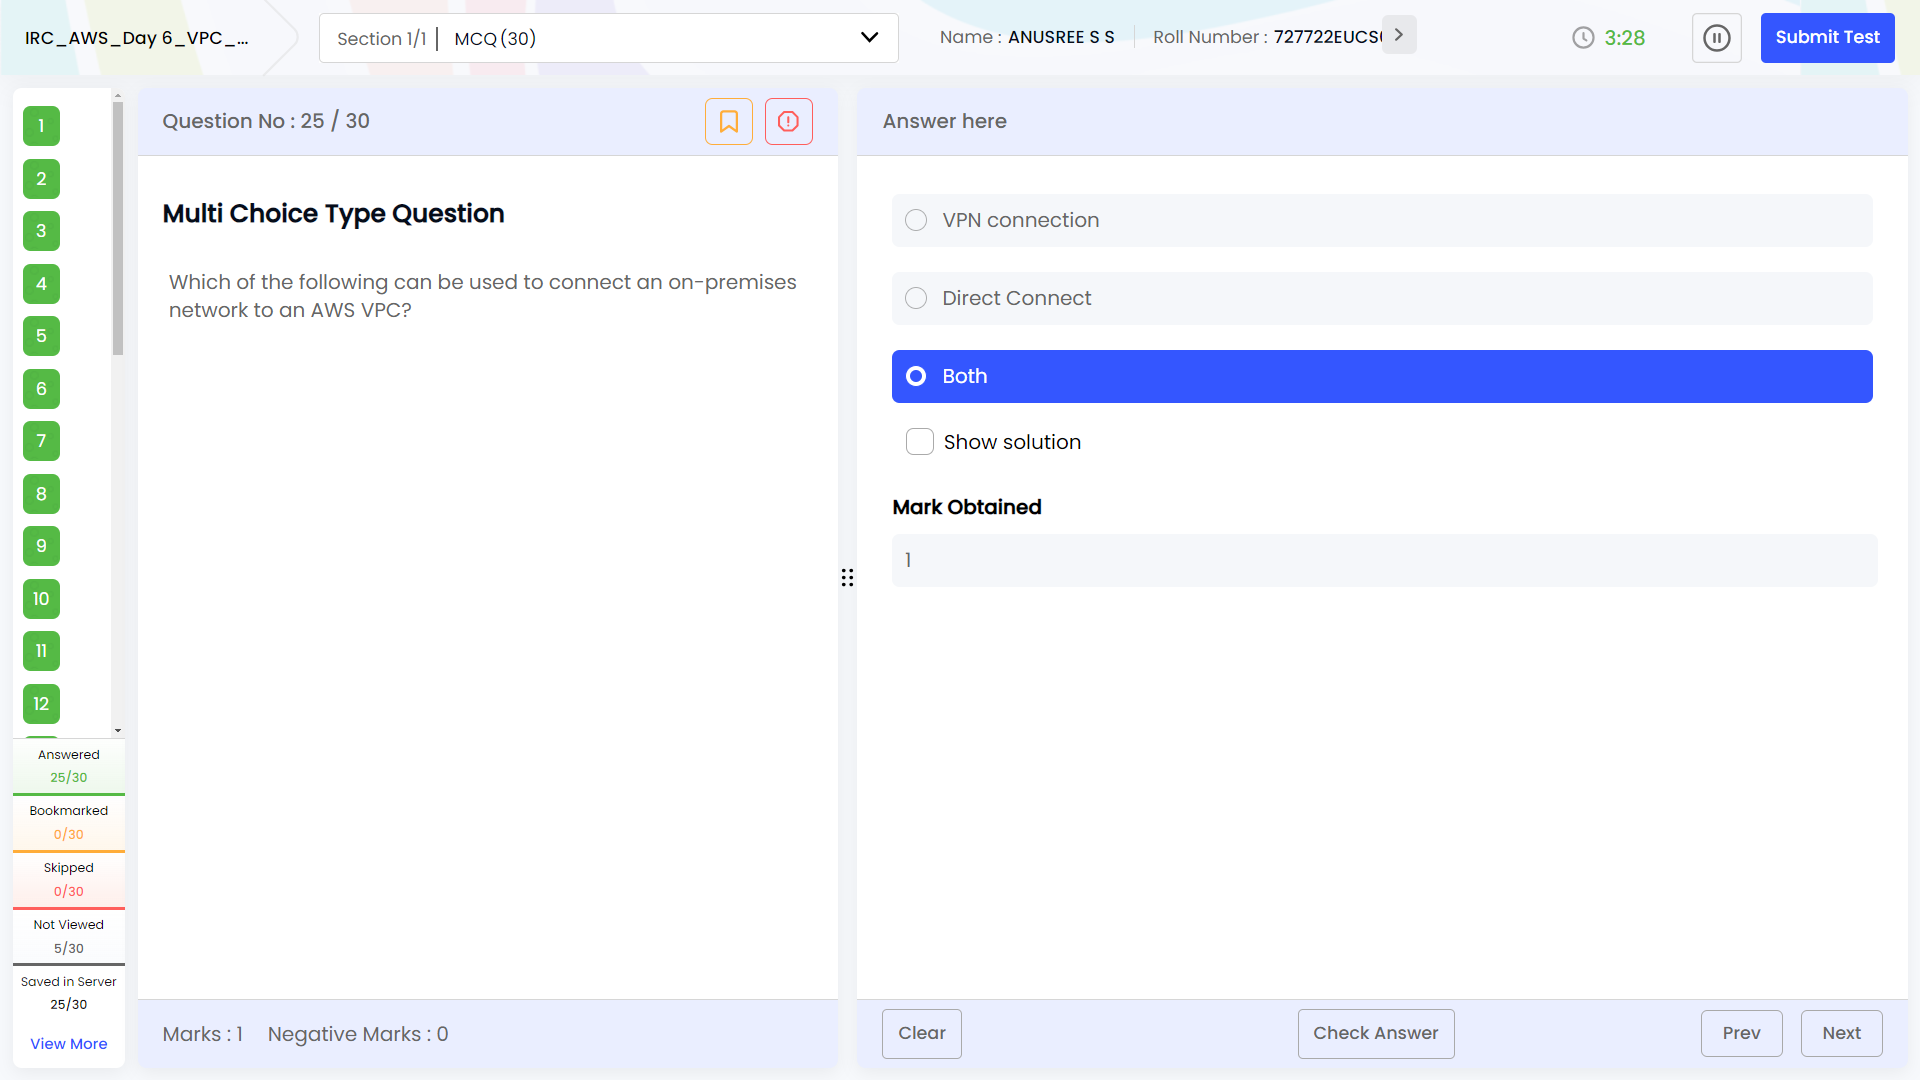 IRC_AWS_Day 6_VPC_...
Section 1/1 | MCQ (30)
Name : ANUSREE S S
Roll Number : 727722EUCS
3:28
Submit Test
1
2
3
4
5
6
7
8
9
10
11
12
Answered
25/30
Bookmarked
0/30
Skipped
0/30
Not Viewed
5/30
Saved in Server
25/30
View More
Question No : 25 / 30
Multi Choice Type Question
Which of the following can be used to connect an on-premises
network to an AWS VPC?
Marks : 1 Negative Marks : 0
Answer here
VPN connection
Direct Connect
Both
Show solution
Mark Obtained
1
Clear
Check Answer
Prev
Next